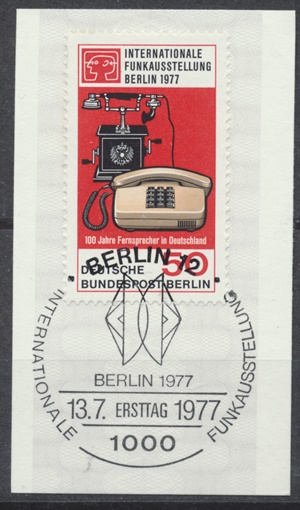 INTERNATIONALE
FUNKAUSSTELLUNG
BERLIN 1977
100 Jahre Fernsprecher in Deutschland
50
DEUTSCHE
BUNDESPOST BERLIN
BERLIN 12
INTERNATIONALE FUNKAUSSTELLUNG
BERLIN 1977
13.7. ERSTTAG 1977
1000